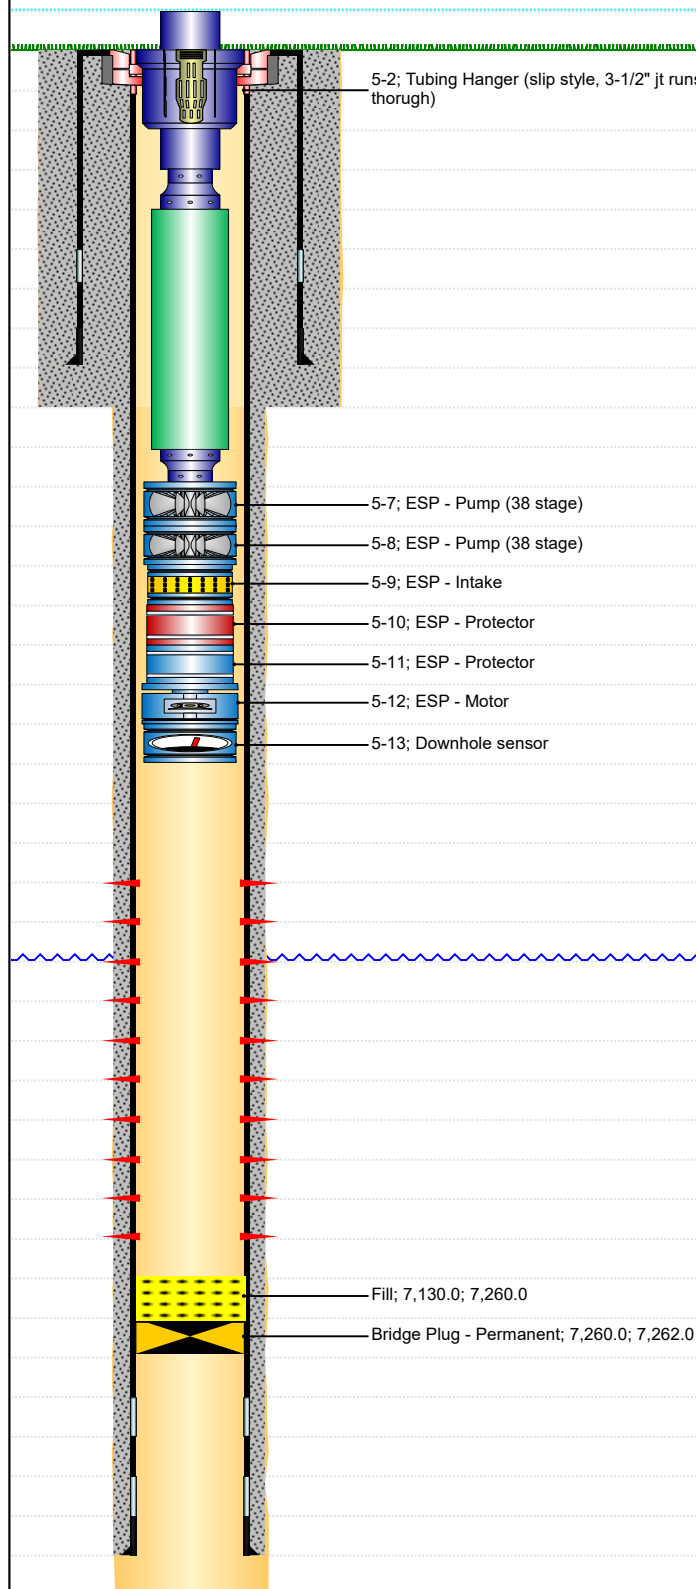 5-2; Tubing Hanger (slip style, 3-1/2" jt runs
thorugh)
5-7; ESP - Pump (38 stage)
5-8; ESP - Pump (38 stage)
5-9; ESP - Intake
5-10; ESP - Protector
5-11; ESP - Protector
5-12; ESP - Motor
5-13; Downhole sensor
Fill; 7,130.0; 7,260.0
Bridge Plug - Permanent; 7,260.0; 7,262.0